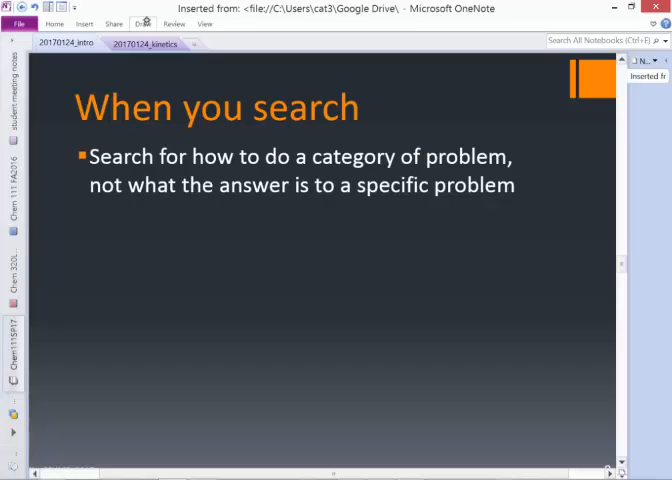 Inserted from: <file://C:\Users\cat3\Google Drive\ - Microsoft OneNote
File Home Insert Share Draw Review View
20170124_intro 20170124_kinetics
Search All Notebooks (Ctrl+E)
N...
Inserted fr
student meeting notes
Chem 111 FA2016
Chem 320L...
Chem111SP17
When you search
Search for how to do a category of problem,
not what the answer is to a specific problem